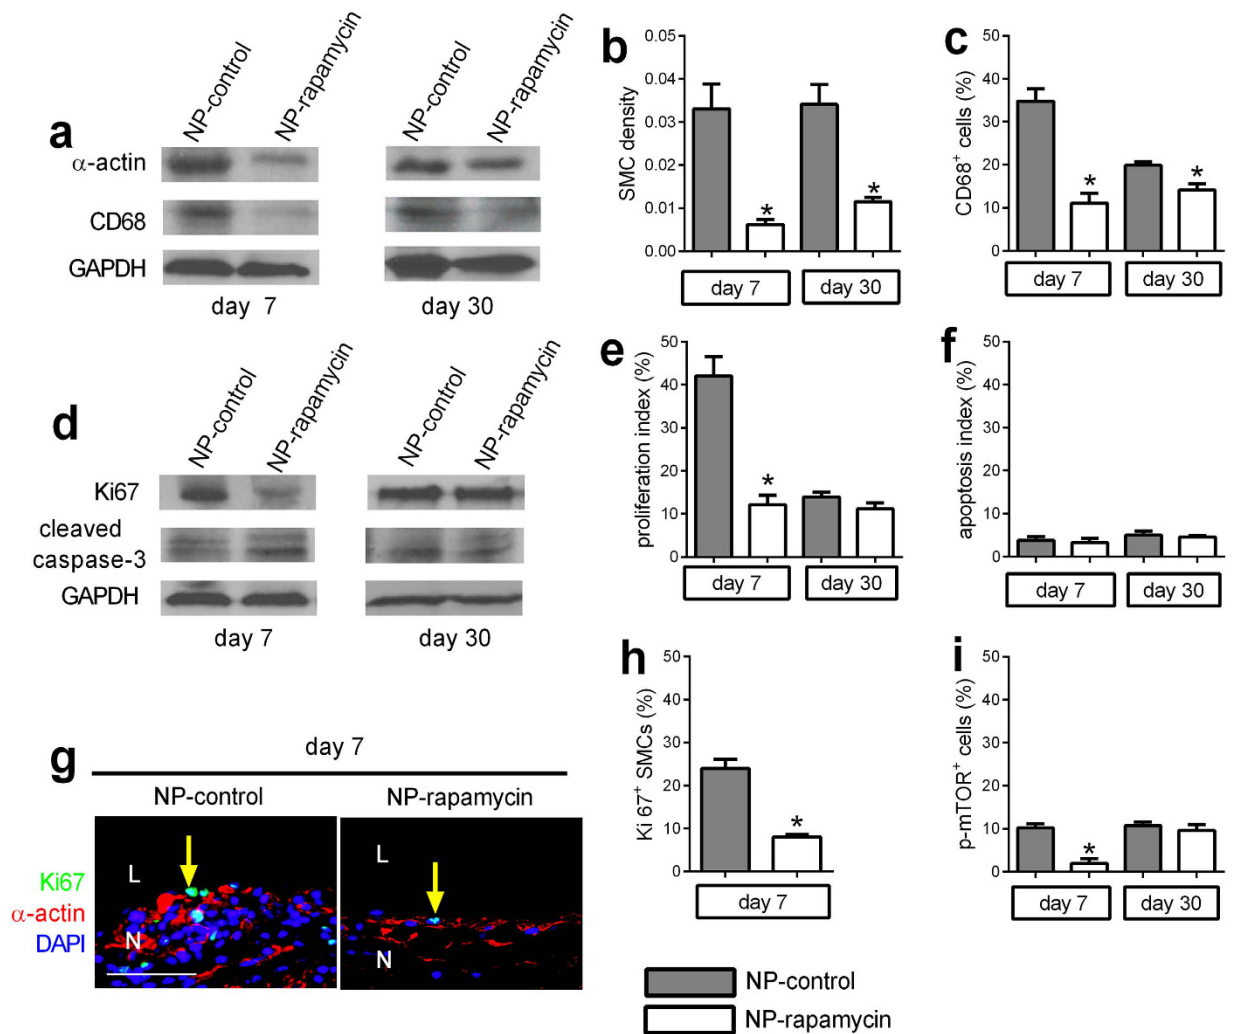 a
NP-control
NP-rapamycin
NP-control
NP-rapamycin
α-actin
CD68
GAPDH
day 7
day 30
b
SMC density
0.05
0.04
0.03
0.02
0.01
0.00
*
*
day 7
day 30
c
CD68+ cells (%)
50
40
30
20
10
0
*
*
day 7
day 30
d
NP-control
NP-rapamycin
NP-control
NP-rapamycin
Ki67
cleaved
caspase-3
GAPDH
day 7
day 30
e
proliferation index (%)
50
40
30
20
10
0
*
day 7
day 30
f
apoptosis index (%)
50
40
30
20
10
0
day 7
day 30
g
day 7
NP-control
NP-rapamycin
Ki67
α-actin
DAPI
L
N
L
N
h
Ki 67+ SMCs (%)
50
40
30
20
10
0
*
day 7
i
p-mTOR+ cells (%)
50
40
30
20
10
0
*
day 7
day 30
NP-control
NP-rapamycin